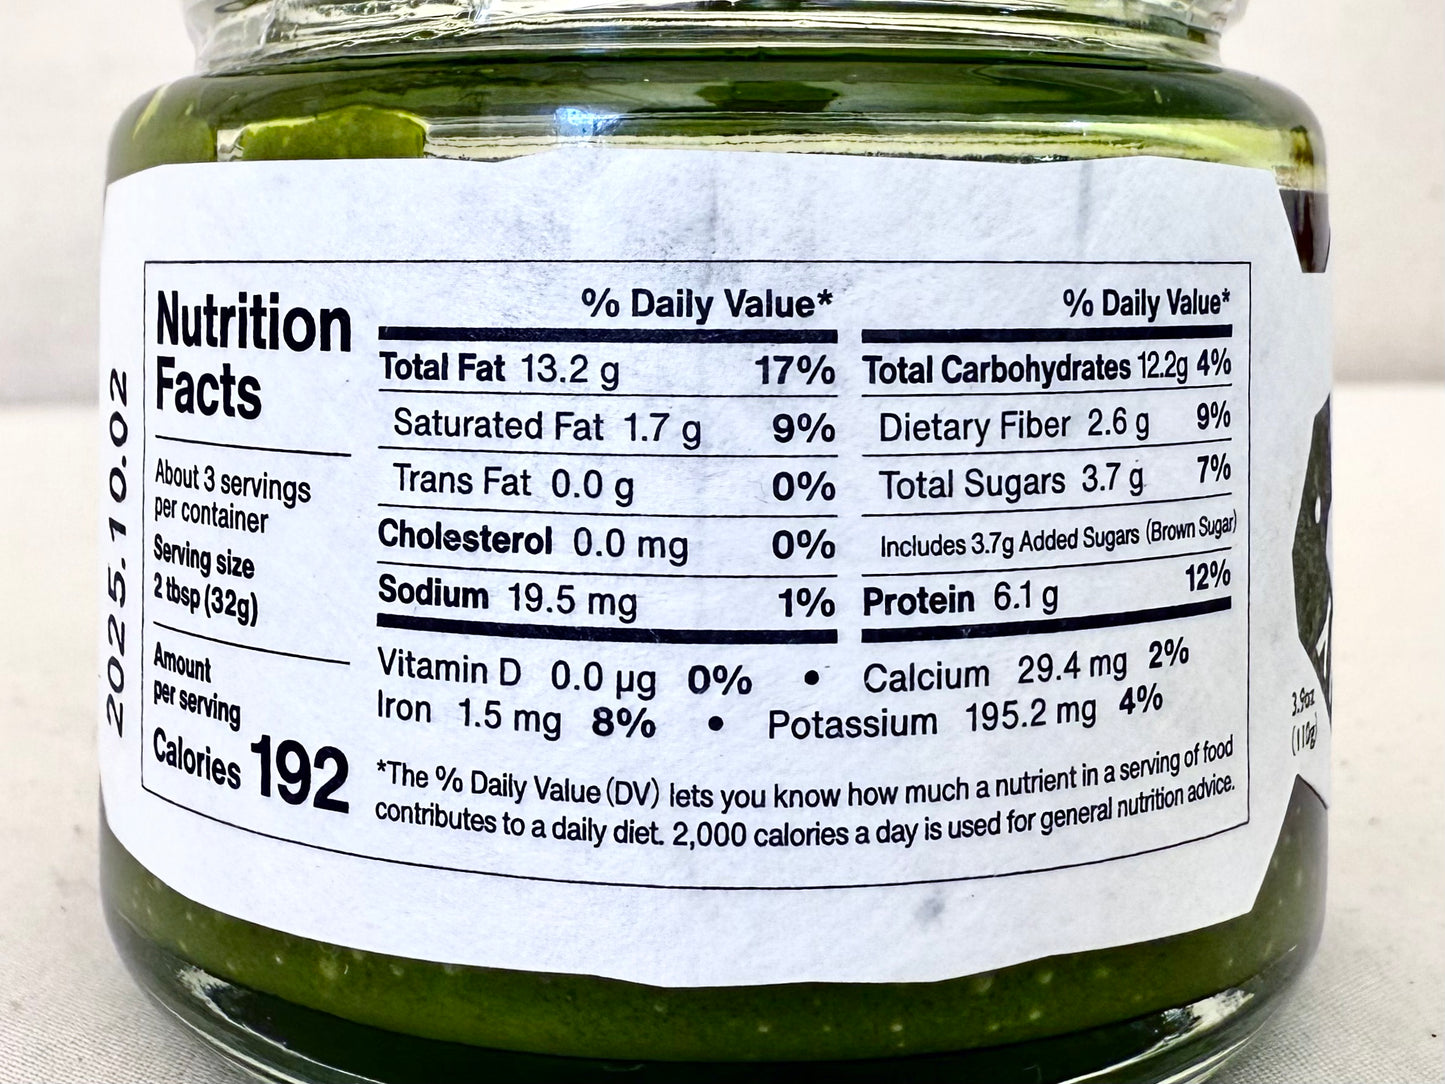 2025.10.02
Nutrition
Facts
About 3 servings
per container
Serving size
2 tbsp (32g)
Amount
per serving
Calories 192
% Daily Value*
Total Fat 13.2 g 17%
Saturated Fat 1.7 g 9%
Trans Fat 0.0 g 0%
Cholesterol 0.0 mg 0%
Sodium 19.5 mg 1%
% Daily Value*
Total Carbohydrates 12.2g 4%
Dietary Fiber 2.6 g 9%
Total Sugars 3.7 g 7%
Includes 3.7g Added Sugars (Brown Sugar)
Protein 6.1 g 12%
Vitamin D 0.0 µg 0% • Calcium 29.4 mg 2%
Iron 1.5 mg 8% • Potassium 195.2 mg 4%
*The % Daily Value (DV) lets you know how much a nutrient in a serving of food
contributes to a daily diet. 2,000 calories a day is used for general nutrition advice.
3.9oz
(110g)